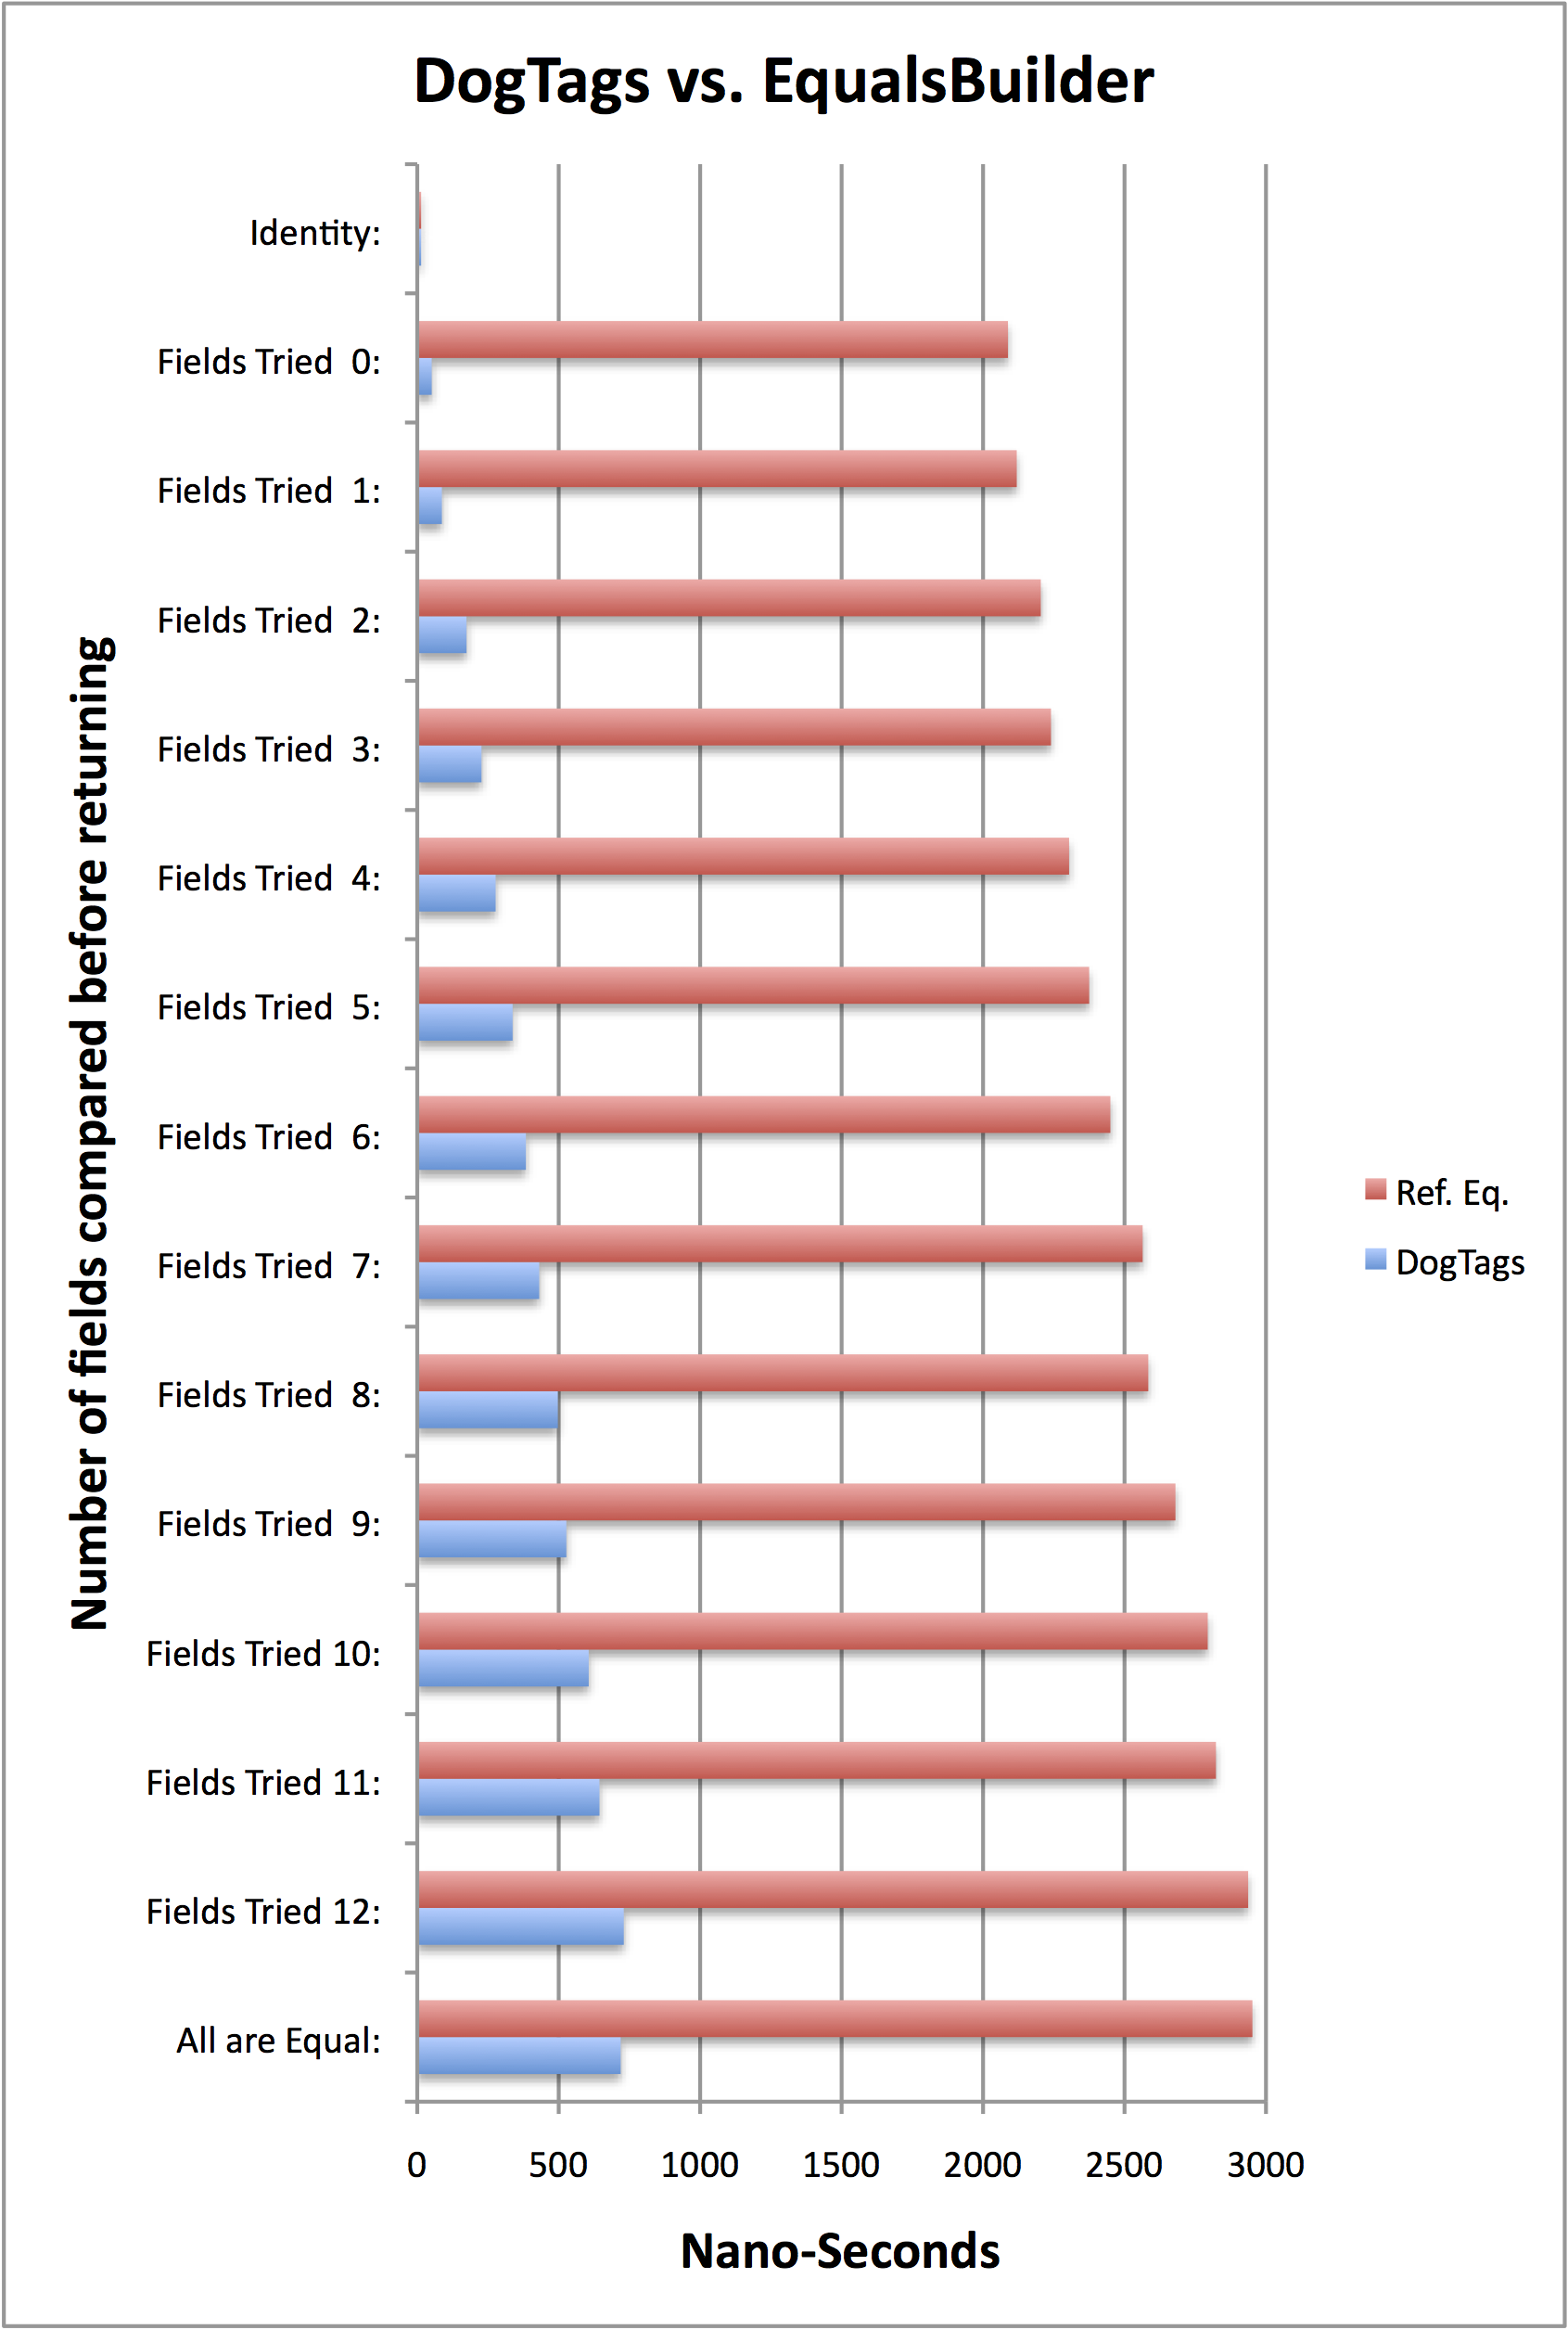 DogTags vs. EqualsBuilder
Number of fields compared before returning
Identity:
Fields Tried  0:
Fields Tried  1:
Fields Tried  2:
Fields Tried  3:
Fields Tried  4:
Fields Tried  5:
Fields Tried  6:
Fields Tried  7:
Fields Tried  8:
Fields Tried  9:
Fields Tried 10:
Fields Tried 11:
Fields Tried 12:
All are Equal:
Ref. Eq.
DogTags
0 500 1000 1500 2000 2500 3000
Nano-Seconds